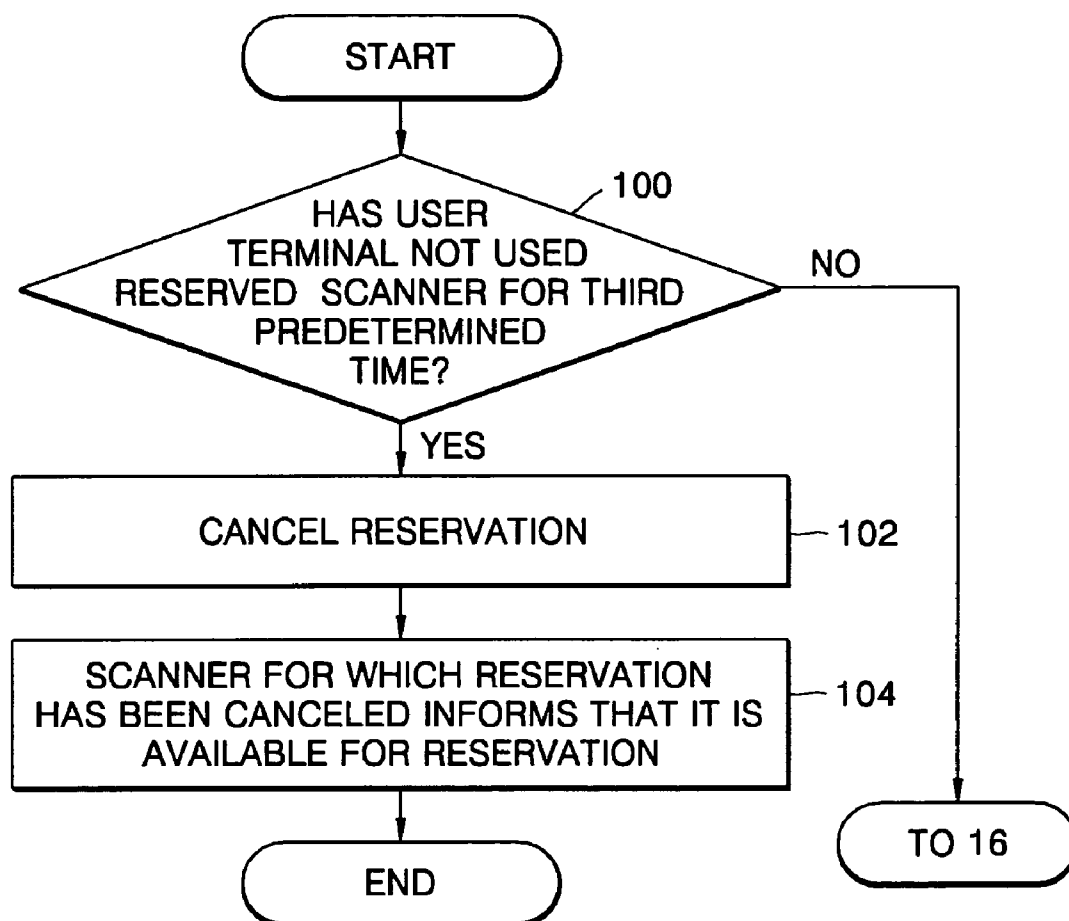 START
100
HAS USER
TERMINAL NOT USED
RESERVED SCANNER FOR THIRD
PREDETERMINED
TIME?
NO
YES
CANCEL RESERVATION
102
SCANNER FOR WHICH RESERVATION
HAS BEEN CANCELED INFORMS THAT IT IS
AVAILABLE FOR RESERVATION
104
TO 16
END